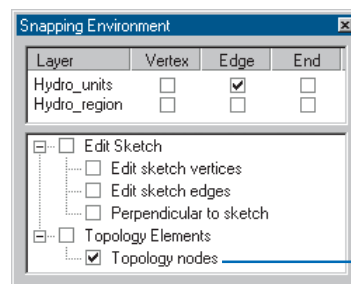 Snapping Environment
Layer Vertex Edge End
Hydro_units
Hydro_region
Edit Sketch
Edit sketch vertices
Edit sketch edges
Perpendicular to sketch
Topology Elements
Topology nodes